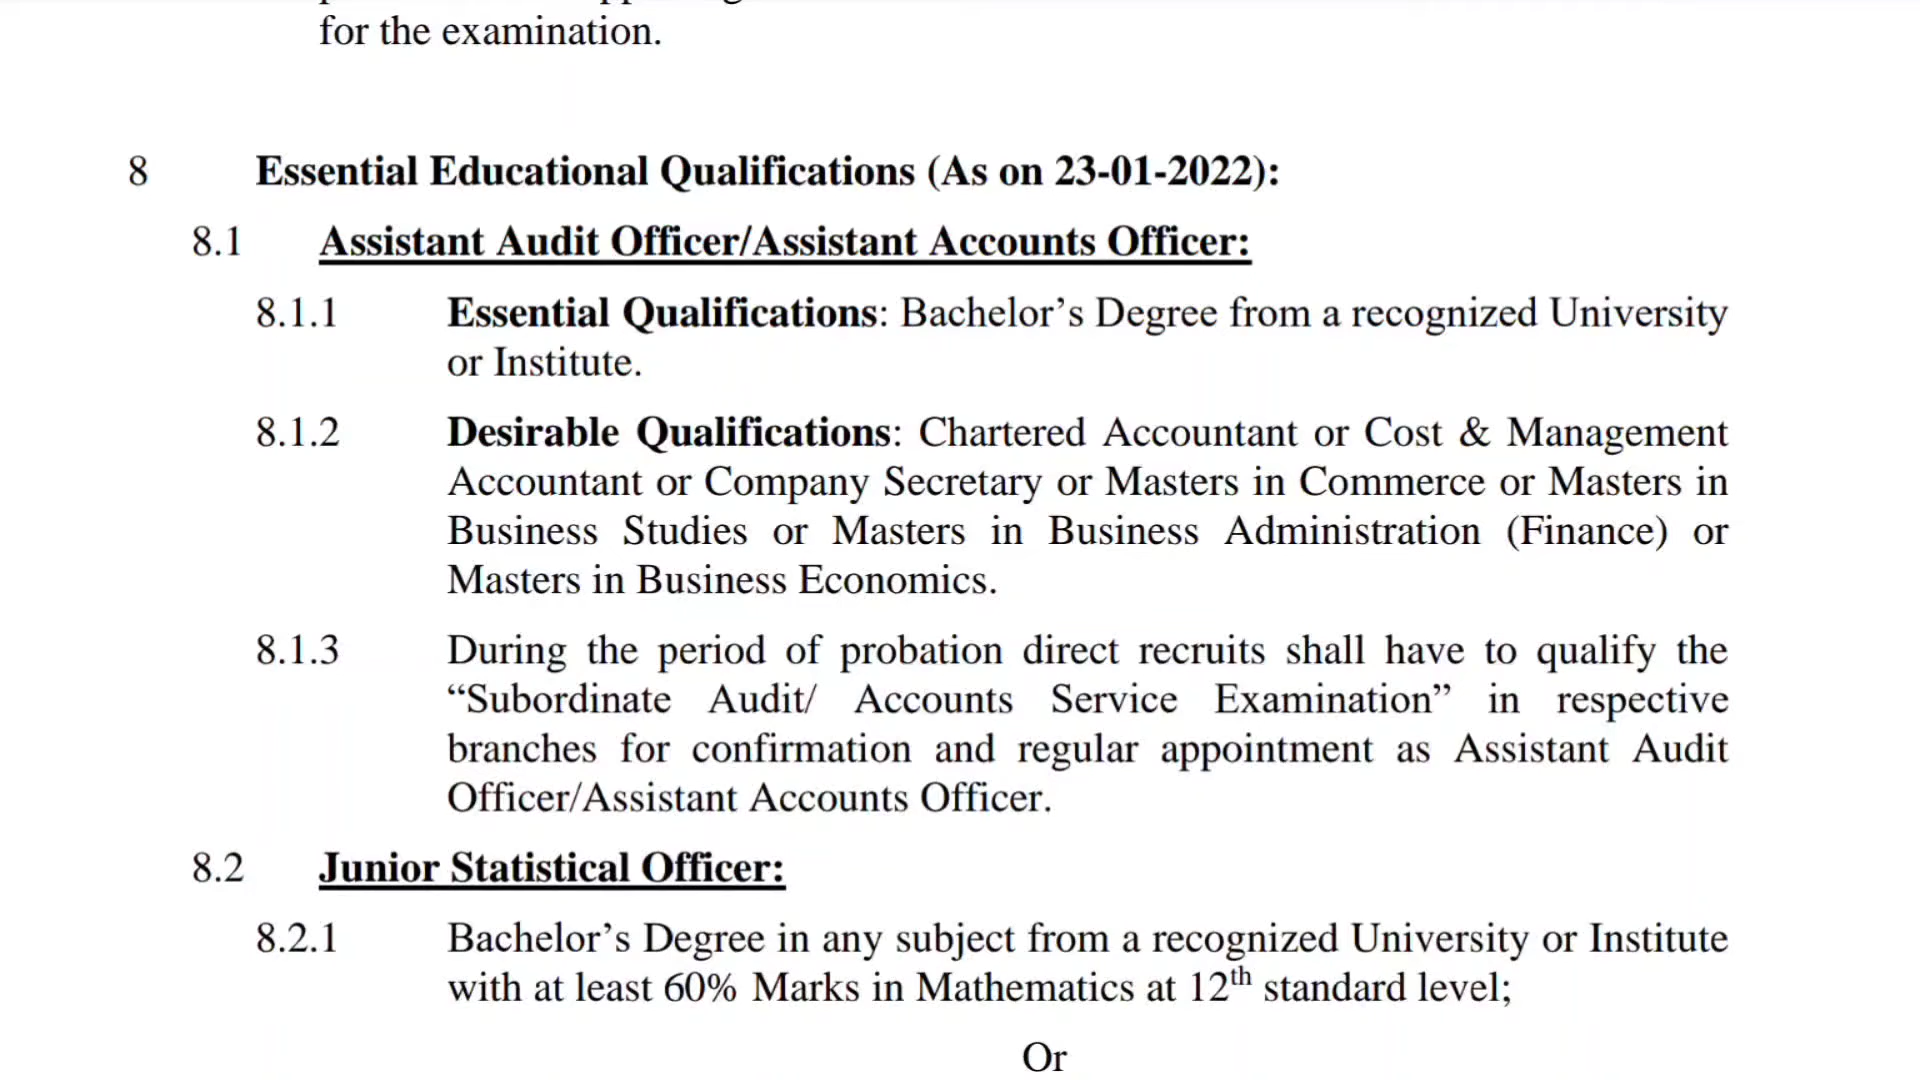 for the examination.
8 Essential Educational Qualifications (As on 23-01-2022):
8.1 Assistant Audit Officer/Assistant Accounts Officer:
8.1.1 Essential Qualifications: Bachelor’s Degree from a recognized University
or Institute.
8.1.2 Desirable Qualifications: Chartered Accountant or Cost & Management
Accountant or Company Secretary or Masters in Commerce or Masters in
Business Studies or Masters in Business Administration (Finance) or
Masters in Business Economics.
8.1.3 During the period of probation direct recruits shall have to qualify the
“Subordinate Audit/ Accounts Service Examination” in respective
branches for confirmation and regular appointment as Assistant Audit
Officer/Assistant Accounts Officer.
8.2 Junior Statistical Officer:
8.2.1 Bachelor’s Degree in any subject from a recognized University or Institute
with at least 60% Marks in Mathematics at 12th standard level;
Or